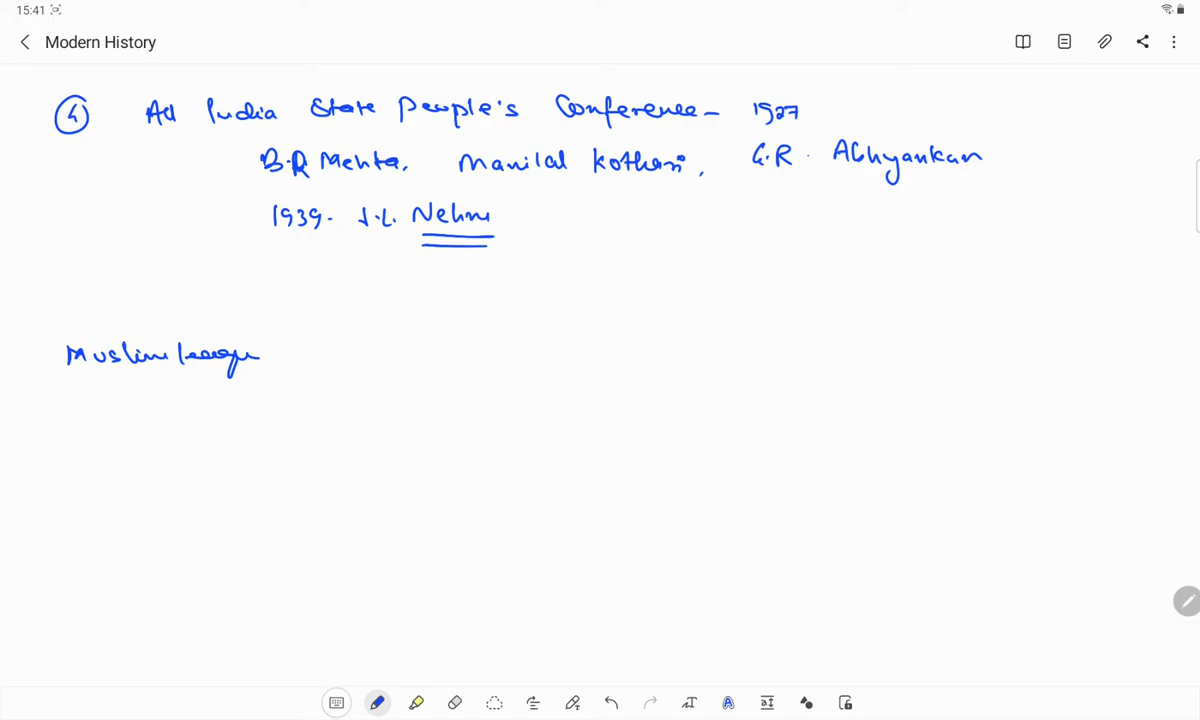 15:41
Modern History
4 All India State People's Conference - 1927
B.R Mehta, Manilal Kothari, G.R. Abhyankar
1939. J.L. Nehru
Muslim league